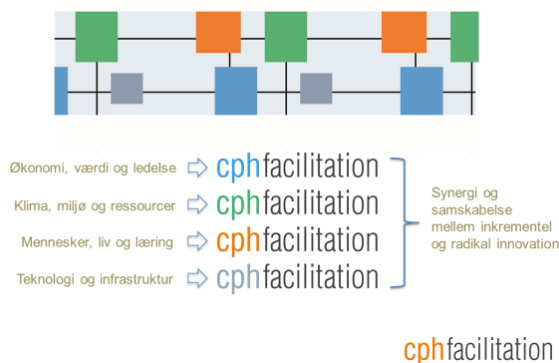 Økonomi, værdi og ledelse
cphfacilitation
Klima, miljø og ressourcer
cphfacilitation
Mennesker, liv og læring
cphfacilitation
Teknologi og infrastruktur
cphfacilitation
Synergi og
samskabelse
mellem inkrementel
og radikal innovation
cphfacilitation